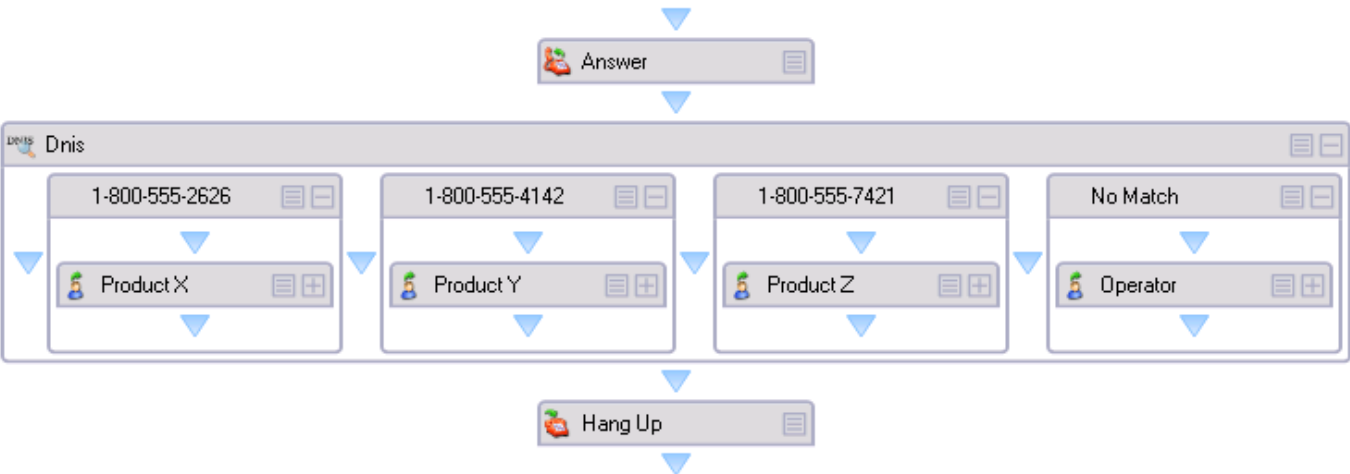 Answer
DNIS Dnis
1-800-555-2626 1-800-555-4142 1-800-555-7421 No Match
Product X Product Y Product Z Operator
Hang Up